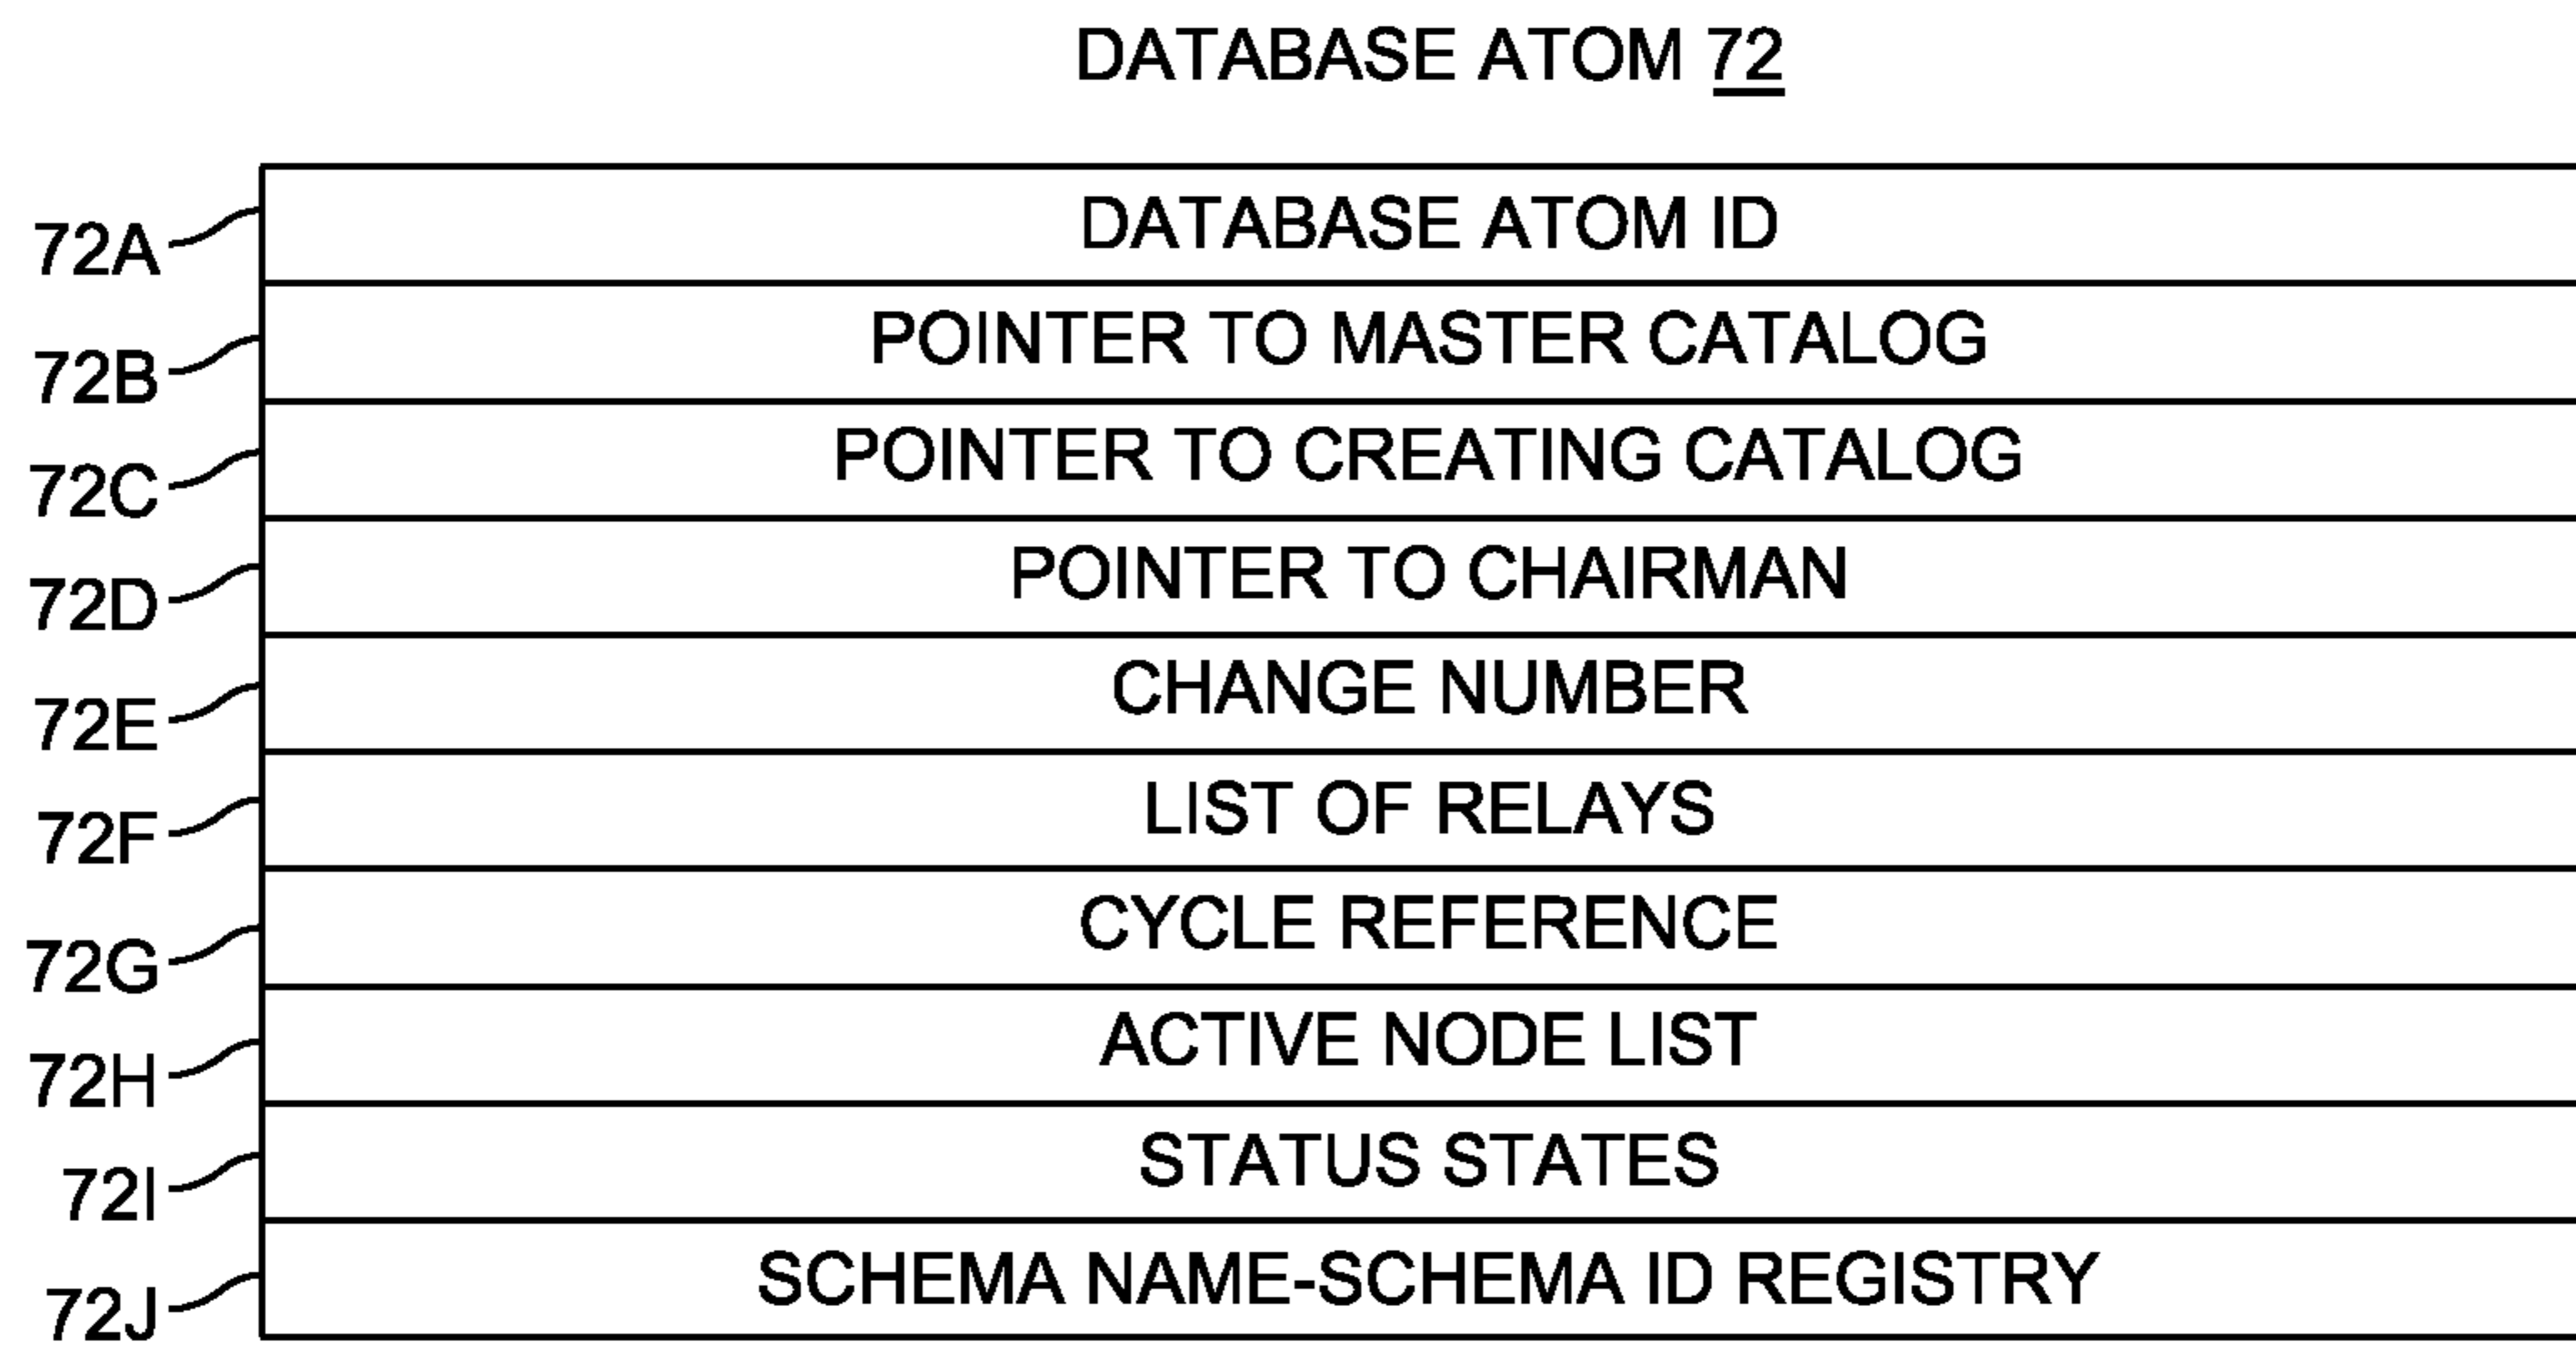 DATABASE ATOM 72
72A DATABASE ATOM ID
72B POINTER TO MASTER CATALOG
72C POINTER TO CREATING CATALOG
72D POINTER TO CHAIRMAN
72E CHANGE NUMBER
72F LIST OF RELAYS
72G CYCLE REFERENCE
72H ACTIVE NODE LIST
72I STATUS STATES
72J SCHEMA NAME-SCHEMA ID REGISTRY